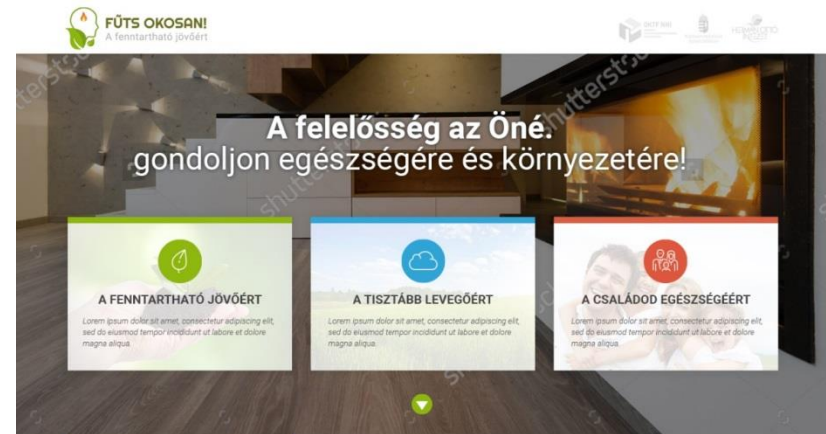 FŰTS OKOSAN!
A fenntartható jövőért
A felelősség az Öné.
gondoljon egészségére és környezetére!
A FENNTARTHATÓ JÖVŐÉRT
Lorem ipsum dolor sit amet, consectetur adipiscing elit,
sed do eiusmod tempor incididunt ut labore et dolore
magna aliqua.
A TISZTÁBB LEVEGŐÉRT
Lorem ipsum dolor sit amet, consectetur adipiscing elit,
sed do eiusmod tempor incididunt ut labore et dolore
magna aliqua.
A CSALÁDOD EGÉSZSÉGÉÉRT
Lorem ipsum dolor sit amet, consectetur adipiscing elit,
sed do eiusmod tempor incididunt ut labore et dolore
magna aliqua.
shutterstock